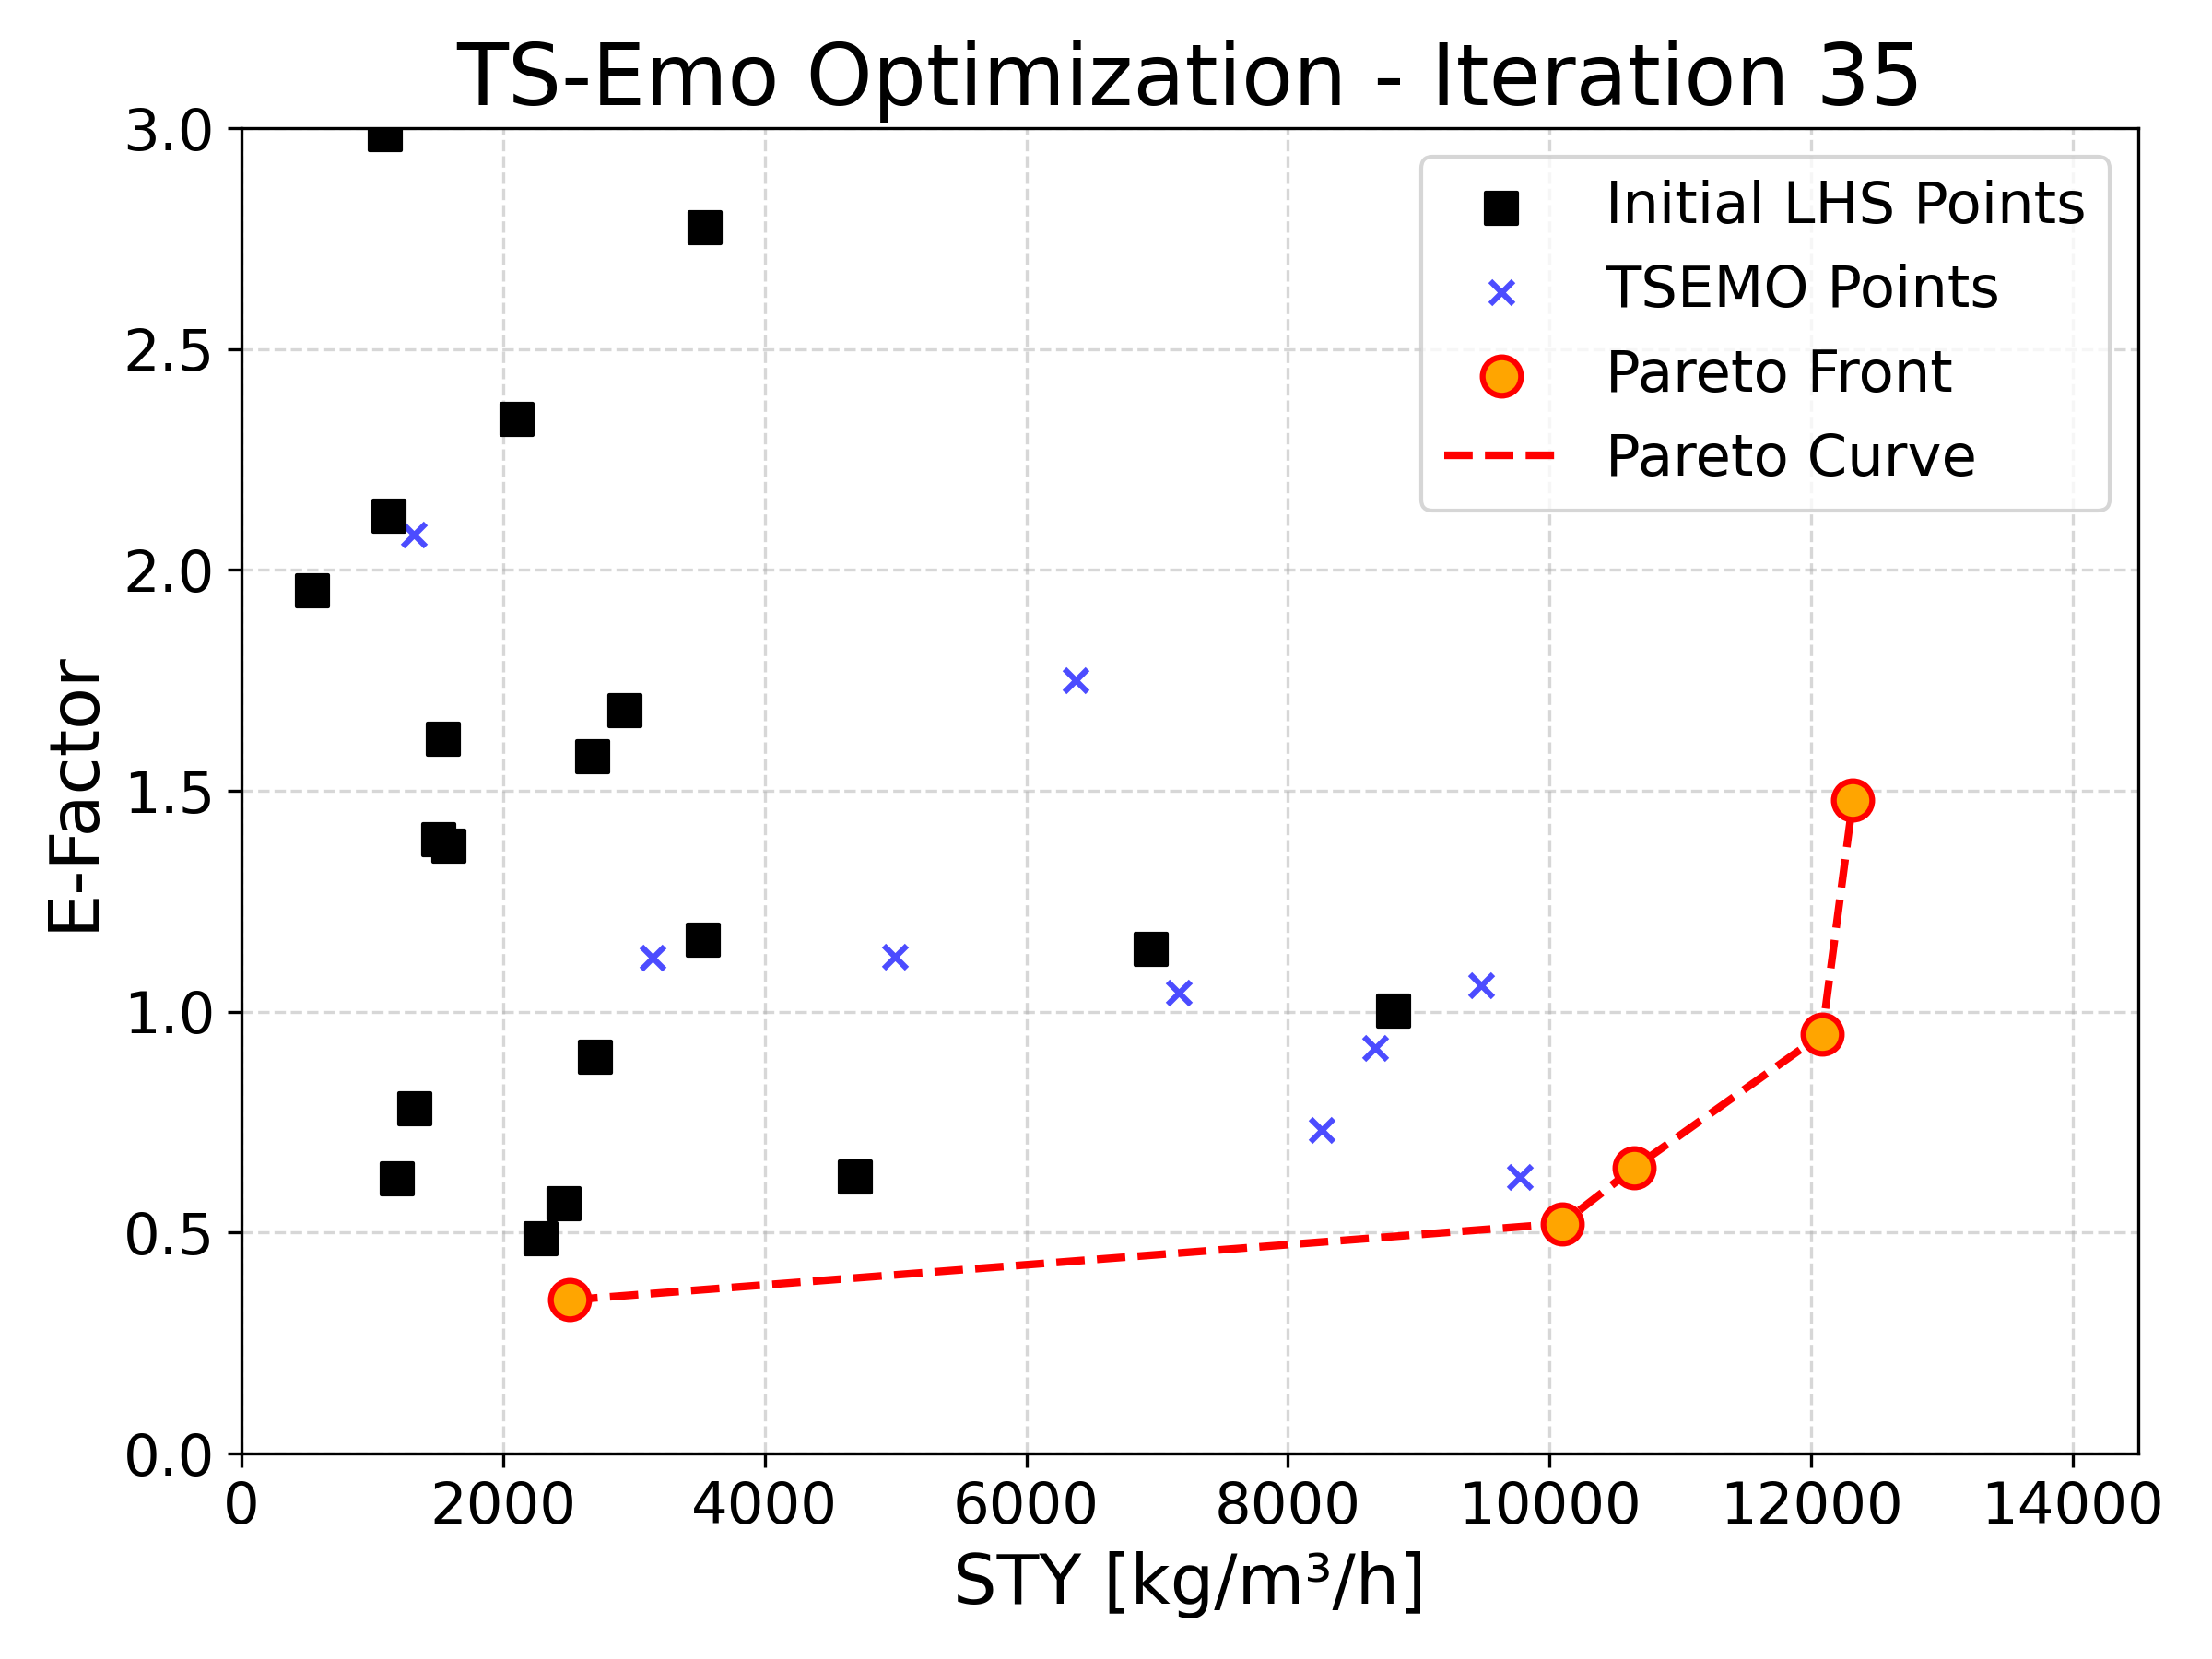 TS-Emo Optimization - Iteration 35
3.0
2.5
2.0
1.5
1.0
0.5
0.0
E-Factor
Initial LHS Points
TSEMO Points
Pareto Front
Pareto Curve
0 2000 4000 6000 8000 10000 12000 14000
STY [kg/m³/h]